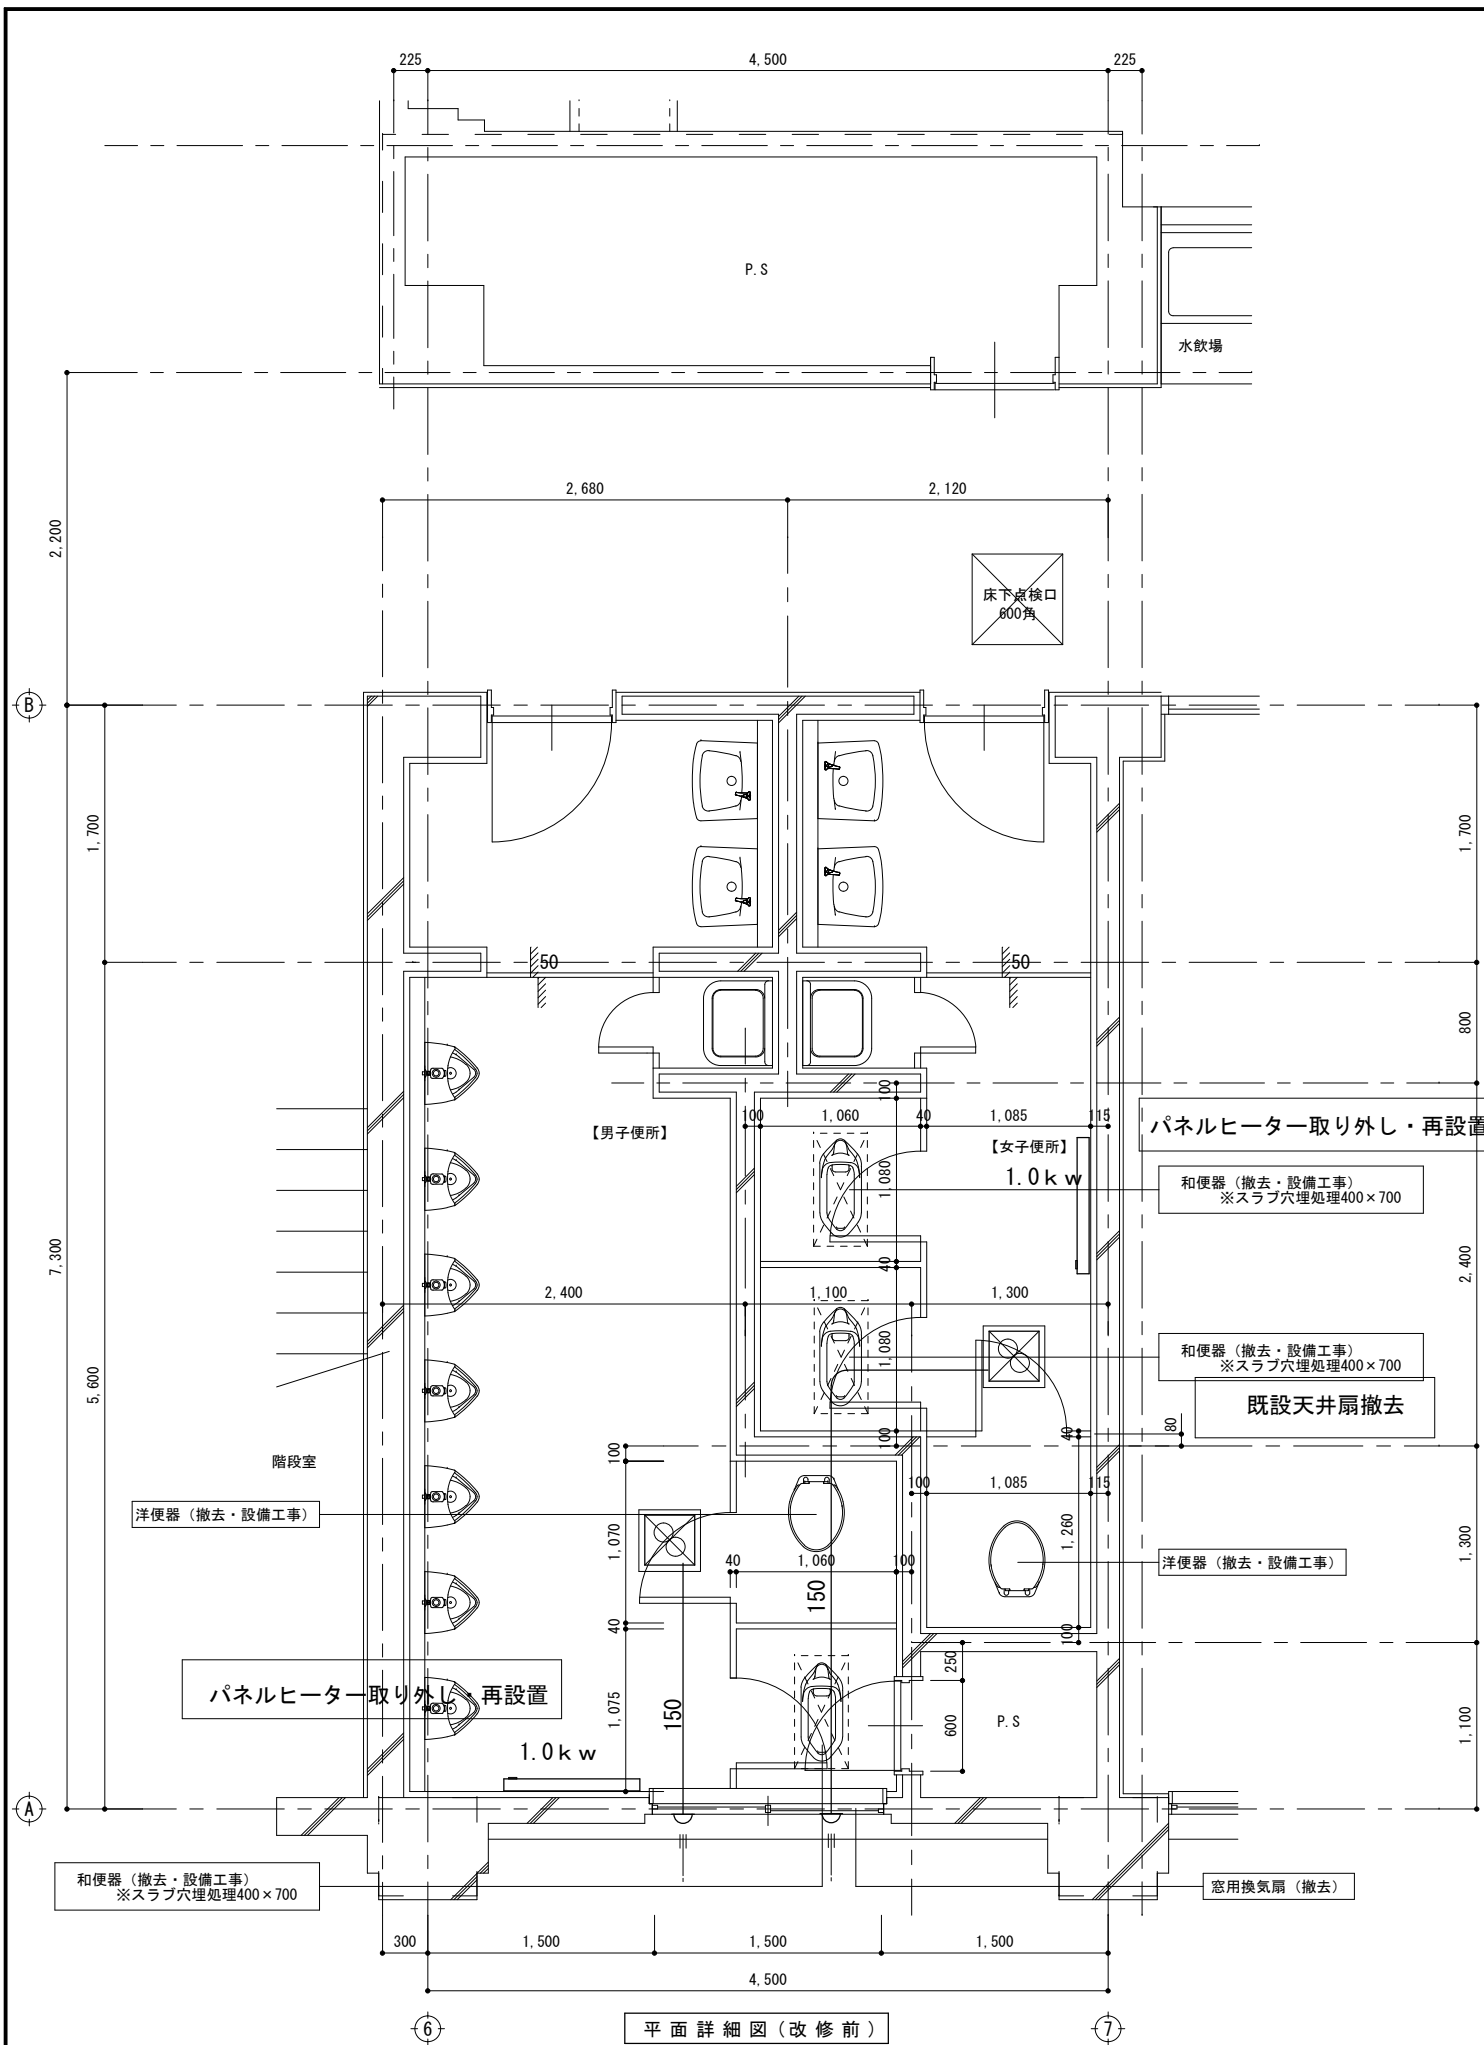 225
4,500
225
P.S
水飲場
2,680
2,120
2,200
床下点検口
600角
B
1,700
1,700
50
50
800
100
【男子便所】
100
1,060
40
1,085
115
パネルヒーター取り外し・再設置
【女子便所】
1.0kw
1,080
和便器（撤去・設備工事）
※スラブ穴埋処理400×700
7,300
40
2,400
2,400
1,100
1,300
1,080
和便器（撤去・設備工事）
※スラブ穴埋処理400×700
5,600
既設天井扇撤去
80
40
100
100
階段室
100
1,085
115
洋便器（撤去・設備工事）
1,070
1,260
1,300
40
1,060
100
洋便器（撤去・設備工事）
150
40
100
250
パネルヒーター取り外し・再設置
1,075
150
600
P.S
1,100
1.0kw
A
和便器（撤去・設備工事）
※スラブ穴埋処理400×700
窓用換気扇（撤去）
300
1,500
1,500
1,500
4,500
6
平面詳細図（改修前）
7